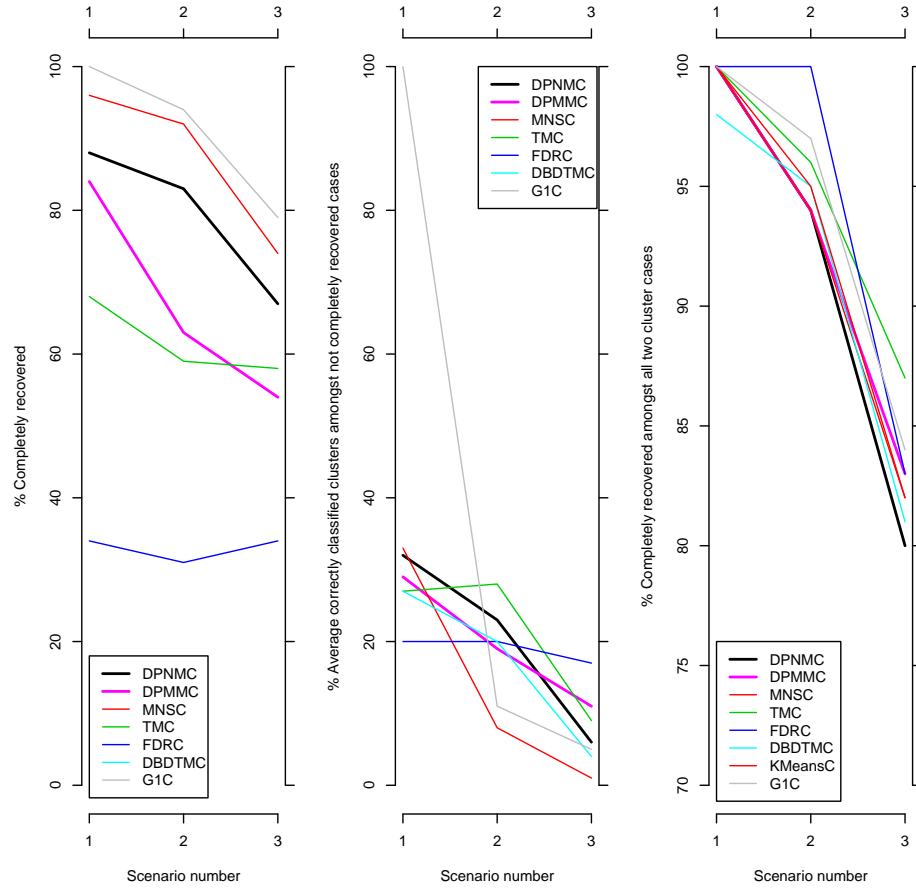 1 2 3
% Completely recovered
100
80
60
40
20
0
DPNMC
DPMMC
MNSC
TMC
FDRC
DBDTMC
G1C
1 2 3
Scenario number
1 2 3
% Average correctly classified clusters amongst not completely recovered cases
100
80
60
40
20
0
DPNMC
DPMMC
MNSC
TMC
FDRC
DBDTMC
G1C
1 2 3
Scenario number
1 2 3
% Completely recovered amongst all two cluster cases
100
95
90
85
80
75
70
DPNMC
DPMMC
MNSC
TMC
FDRC
DBDTMC
KMeansC
G1C
1 2 3
Scenario number